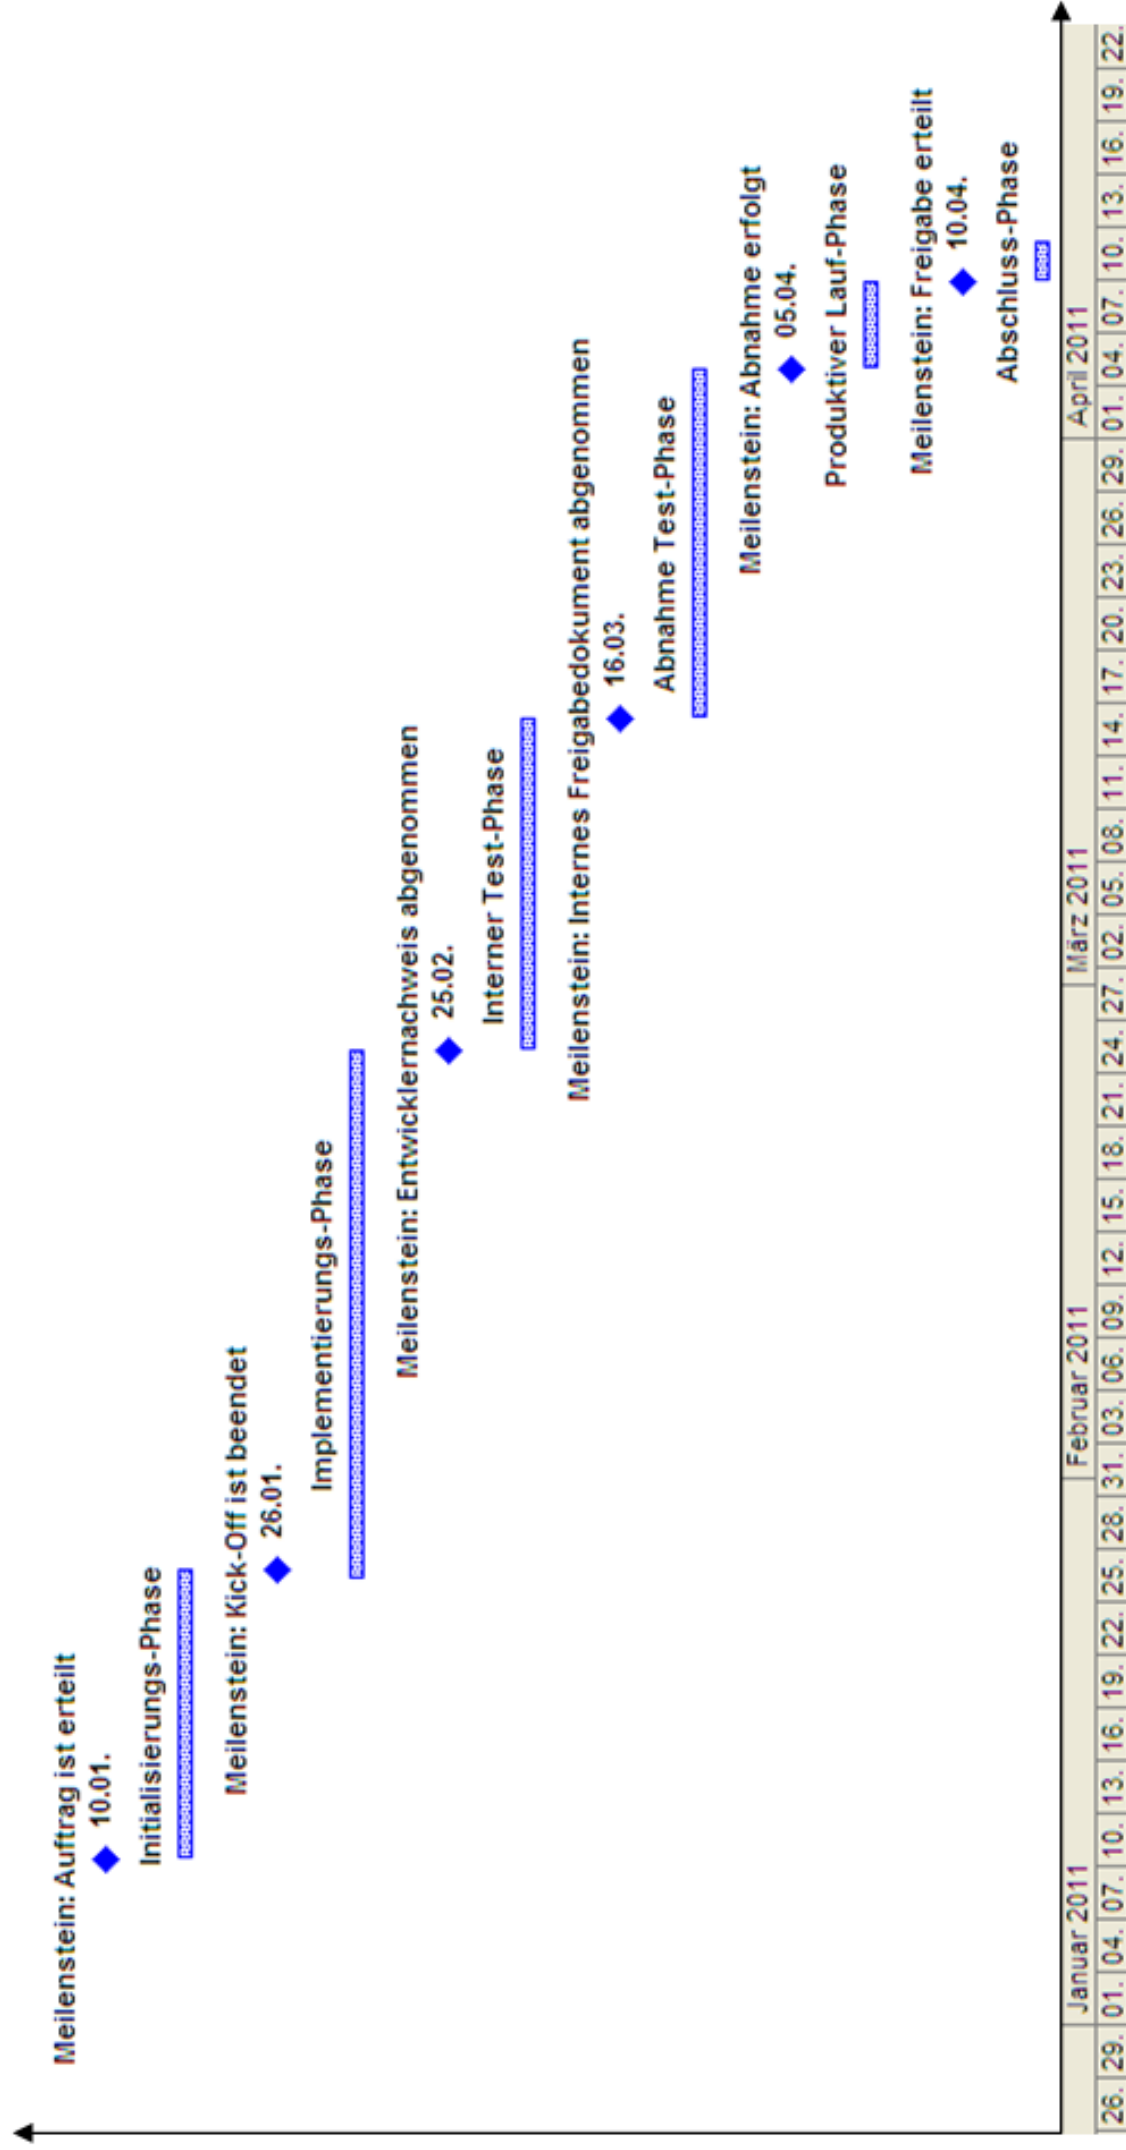 Meilenstein: Auftrag ist erteilt
10.01.
Initialisierungs-Phase
Meilenstein: Kick-Off ist beendet
26.01.
Implementierungs-Phase
Meilenstein: Entwicklernachweis abgenommen
25.02.
Interner Test-Phase
Meilenstein: Internes Freigabedokument abgenommen
16.03.
Abnahme Test-Phase
Meilenstein: Abnahme erfolgt
05.04.
Produktiver Lauf-Phase
Meilenstein: Freigabe erteilt
10.04.
Abschluss-Phase
Januar 2011 Februar 2011 März 2011 April 2011
26. 29. 01. 04. 07. 10. 13. 16. 19. 22. 25. 28. 31. 03. 06. 09. 12. 15. 18. 21. 24. 27. 02. 05. 08. 11. 14. 17. 20. 23. 26. 29. 01. 04. 07. 10. 13. 16. 19. 22.